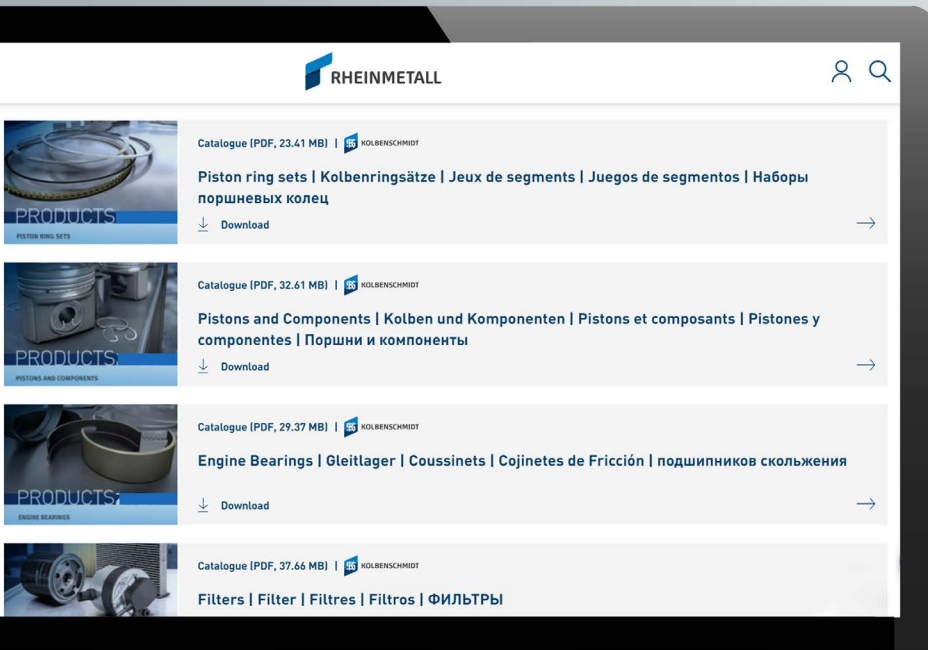 RHEINMETALL
Catalogue (PDF, 23.41 MB) | KOLBENSCHMIDT
Piston ring sets | Kolbenringsätze | Jeux de segments | Juegos de segmentos | Наборы
поршневых колец
Download
PRODUCTS
PISTON RING SETS
Catalogue (PDF, 32.61 MB) | KOLBENSCHMIDT
Pistons and Components | Kolben und Komponenten | Pistons et composants | Pistones y
componentes | Поршни и компоненты
Download
PRODUCTS
PISTONS AND COMPONENTS
Catalogue (PDF, 29.37 MB) | KOLBENSCHMIDT
Engine Bearings | Gleitlager | Coussinets | Cojinetes de Fricción | подшипников скольжения
Download
PRODUCTS
ENGINE BEARINGS
Catalogue (PDF, 37.66 MB) | KOLBENSCHMIDT
Filters | Filter | Filtres | Filtros | ФИЛЬТРЫ